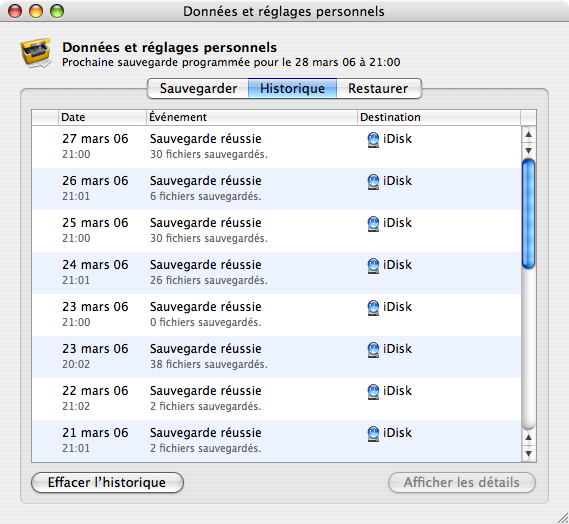 Données et réglages personnels
Données et réglages personnels
Prochaine sauvegarde programmée pour le 28 mars 06 à 21:00
Sauvegarder Historique Restaurer
Date Événement Destination
27 mars 06 Sauvegarde réussie iDisk
21:00 30 fichiers sauvegardés.
26 mars 06 Sauvegarde réussie iDisk
21:01 6 fichiers sauvegardés.
25 mars 06 Sauvegarde réussie iDisk
21:00 30 fichiers sauvegardés.
24 mars 06 Sauvegarde réussie iDisk
21:01 26 fichiers sauvegardés.
23 mars 06 Sauvegarde réussie iDisk
21:00 0 fichiers sauvegardés.
23 mars 06 Sauvegarde réussie iDisk
20:02 38 fichiers sauvegardés.
22 mars 06 Sauvegarde réussie iDisk
21:02 2 fichiers sauvegardés.
21 mars 06 Sauvegarde réussie iDisk
21:01 2 fichiers sauvegardés.
Effacer l’historique Afficher les détails